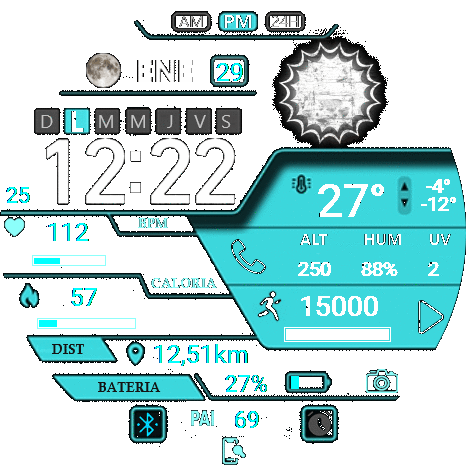 AM PM 24H
ENE 29
D L M M J V S
12:22
25
27° -4° -12°
RPM
112
ALT HUM UV
250 88% 2
CALORIA
57
15000
DIST 12,51km
BATERIA 27%
PAI 69